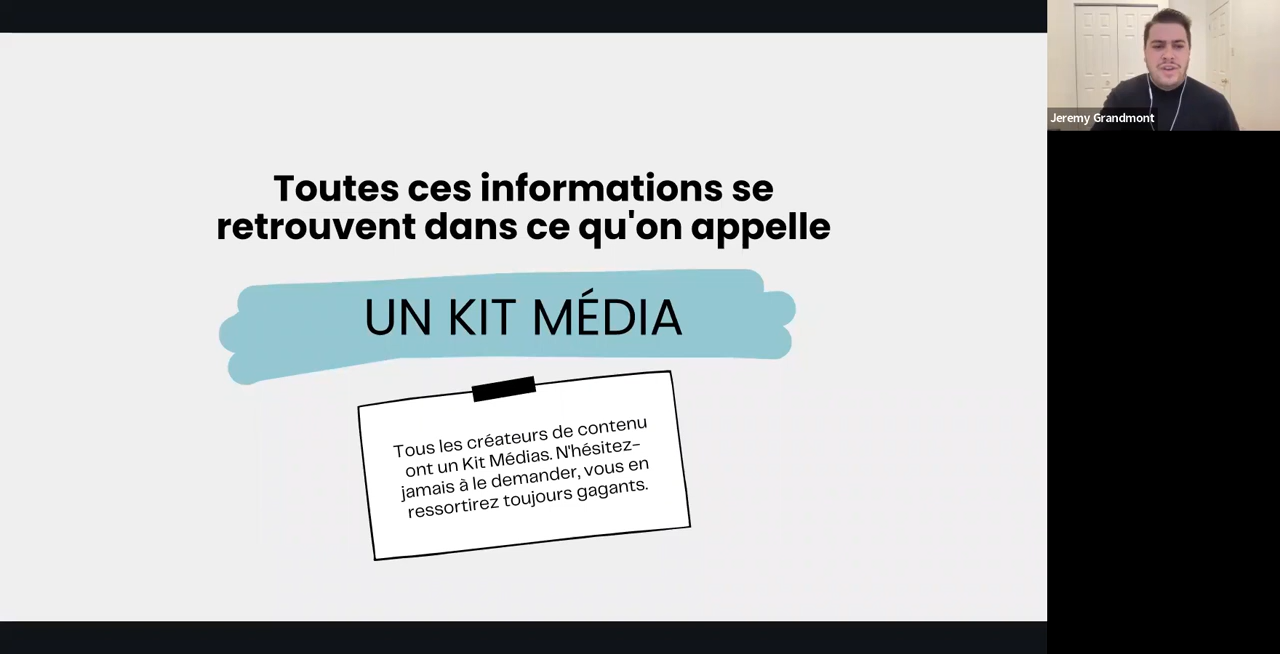 Toutes ces informations se
retrouvent dans ce qu'on appelle
UN KIT MÉDIA
Tous les créateurs de contenu
ont un Kit Médias. N'hésitez-
jamais à le demander, vous en
ressortirez toujours gagants.
Jeremy Grandmont